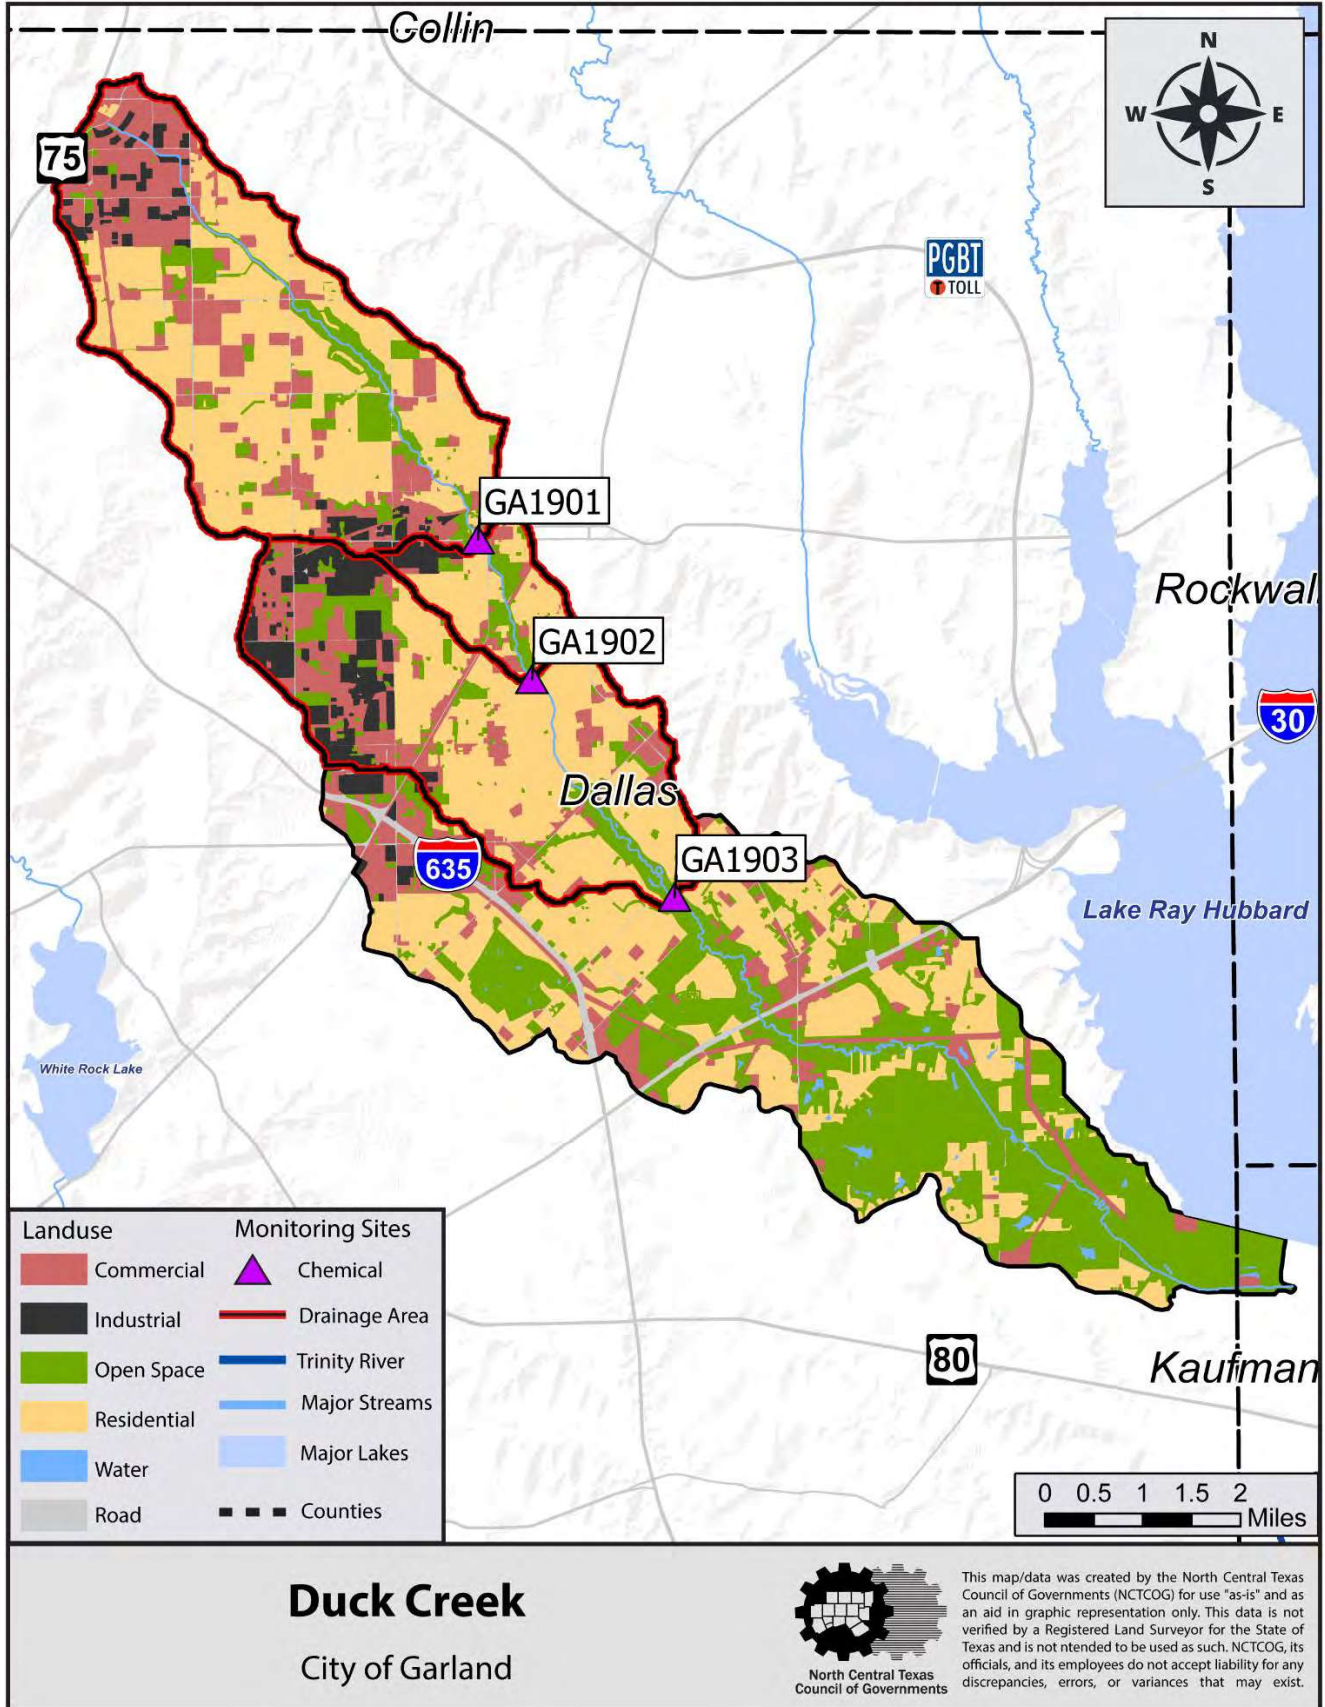 Collin
N
W
E
S
75
PGBT
T TOLL
GA1901
Rockwal
GA1902
30
Dallas
GA1903
635
Lake Ray Hubbard
White Rock Lake
80
Kaufman
Landuse
Commercial
Industrial
Open Space
Residential
Water
Road
Monitoring Sites
Chemical
Drainage Area
Trinity River
Major Streams
Major Lakes
Counties
0 0.5 1 1.5 2
Miles
Duck Creek
City of Garland
North Central Texas
Council of Governments
This map/data was created by the North Central Texas
Council of Governments (NCTCOG) for use "as-is" and as
an aid in graphic representation only. This data is not
verified by a Registered Land Surveyor for the State of
Texas and is not ntended to be used as such. NCTCOG, its
officials, and its employees do not accept liability for any
discrepancies, errors, or variances that may exist.